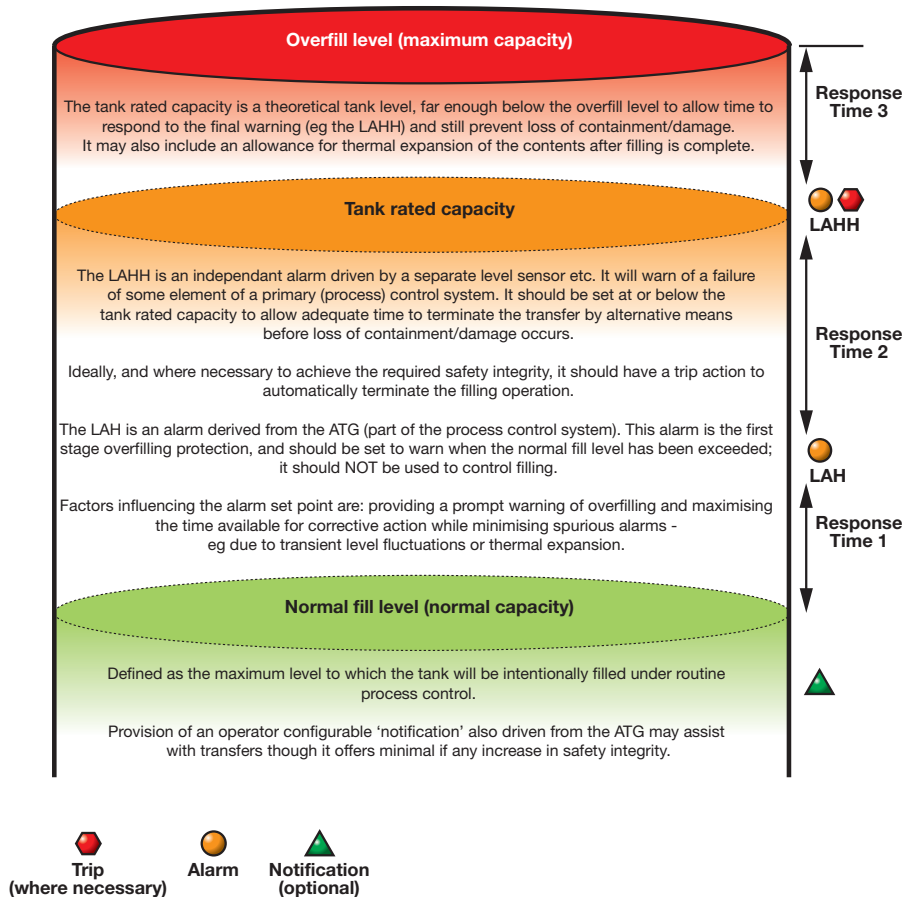 Overfill level (maximum capacity)
The tank rated capacity is a theoretical tank level, far enough below the overfill level to allow time to
respond to the final warning (eg the LAHH) and still prevent loss of containment/damage.
It may also include an allowance for thermal expansion of the contents after filling is complete.
Response
Time 3
Tank rated capacity
LAHH
The LAHH is an independant alarm driven by a separate level sensor etc. It will warn of a failure
of some element of a primary (process) control system. It should be set at or below the
tank rated capacity to allow adequate time to terminate the transfer by alternative means
before loss of containment/damage occurs.
Ideally, and where necessary to achieve the required safety integrity, it should have a trip action to
automatically terminate the filling operation.
Response
Time 2
The LAH is an alarm derived from the ATG (part of the process control system). This alarm is the first
stage overfilling protection, and should be set to warn when the normal fill level has been exceeded;
it should NOT be used to control filling.
LAH
Factors influencing the alarm set point are: providing a prompt warning of overfilling and maximising
the time available for corrective action while minimising spurious alarms -
eg due to transient level fluctuations or thermal expansion.
Response
Time 1
Normal fill level (normal capacity)
Defined as the maximum level to which the tank will be intentionally filled under routine
process control.
Provision of an operator configurable ‘notification’ also driven from the ATG may assist
with transfers though it offers minimal if any increase in safety integrity.
Trip
(where necessary)
Alarm
Notification
(optional)